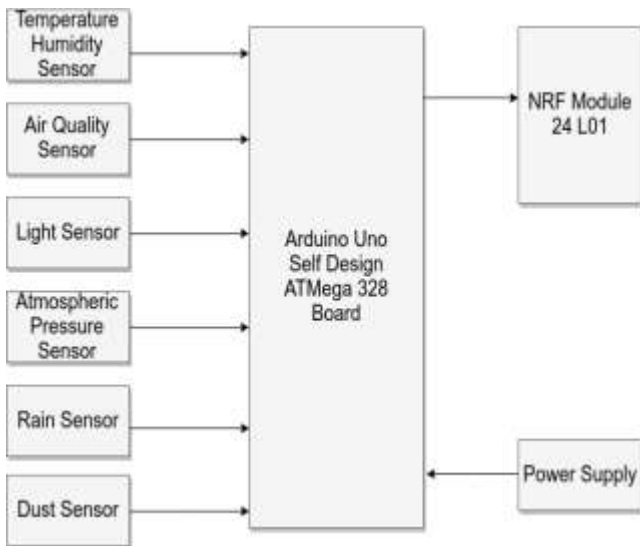 Temperature
Humidity
Sensor
Air Quality
Sensor
Light Sensor
Atmospheric
Pressure
Sensor
Rain Sensor
Dust Sensor
Arduino Uno
Self Design
ATMega 328
Board
NRF Module
24 L01
Power Supply